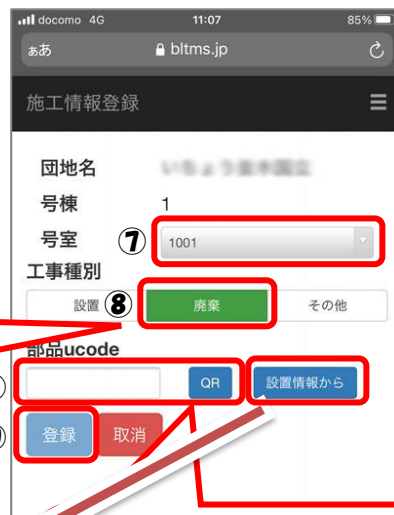 docomo 4G 11:07 85%
ぁあ bltms.jp
施工情報登録
団地名
号棟 1
号室 ⑦ 1001
工事種別
設置 ⑧ 廃棄 その他
部品ucode
QR 設置情報から
登録 取消